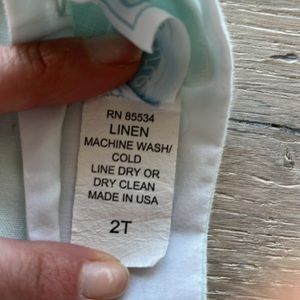 RN 85534
LINEN
MACHINE WASH/
COLD
LINE DRY OR
DRY CLEAN
MADE IN USA
2T